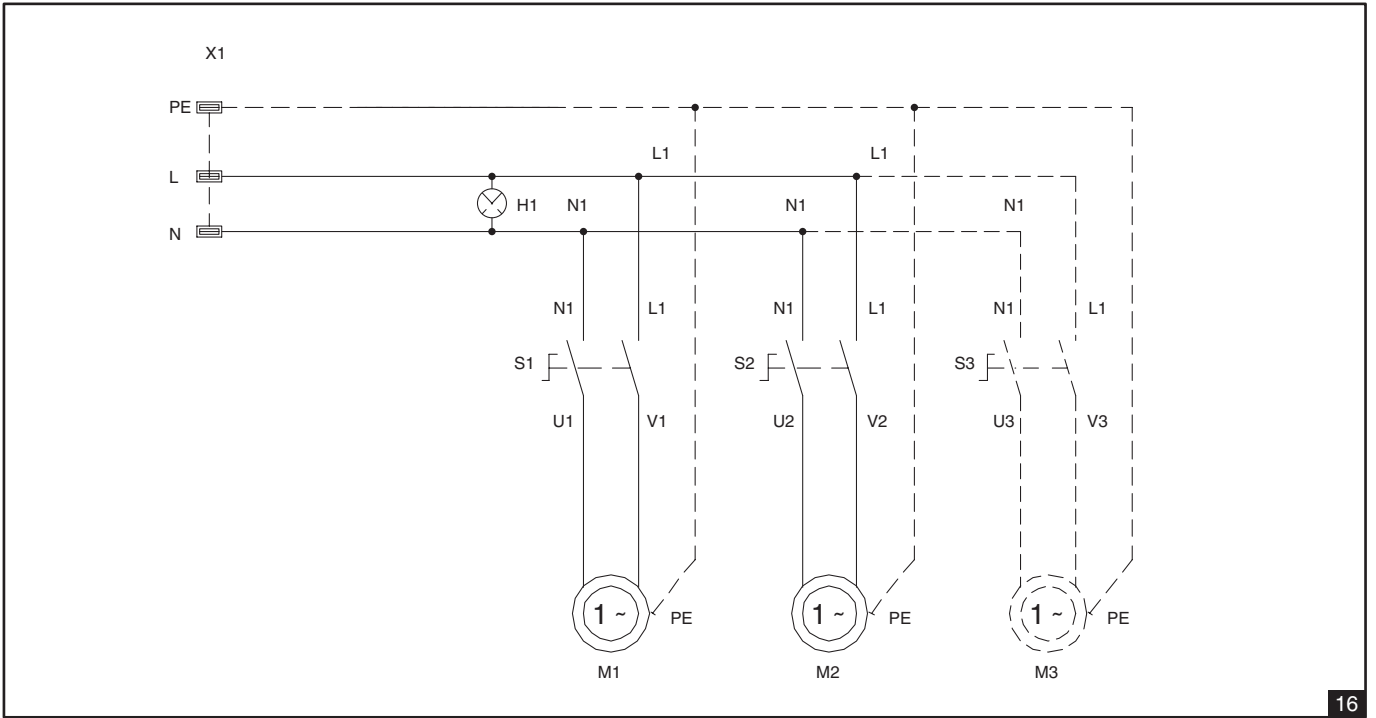 X1
PE
L1 L1
L
H1 N1 N1 N1
N
N1 L1 N1 L1 N1 L1
S1 S2 S3
U1 V1 U2 V2 U3 V3
1 ~ 1 ~ 1 ~
PE PE PE
M1 M2 M3
16